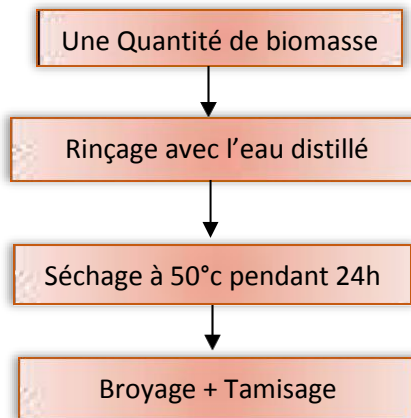 Une Quantité de biomasse
Rinçage avec l’eau distillé
Séchage à 50°c pendant 24h
Broyage + Tamisage